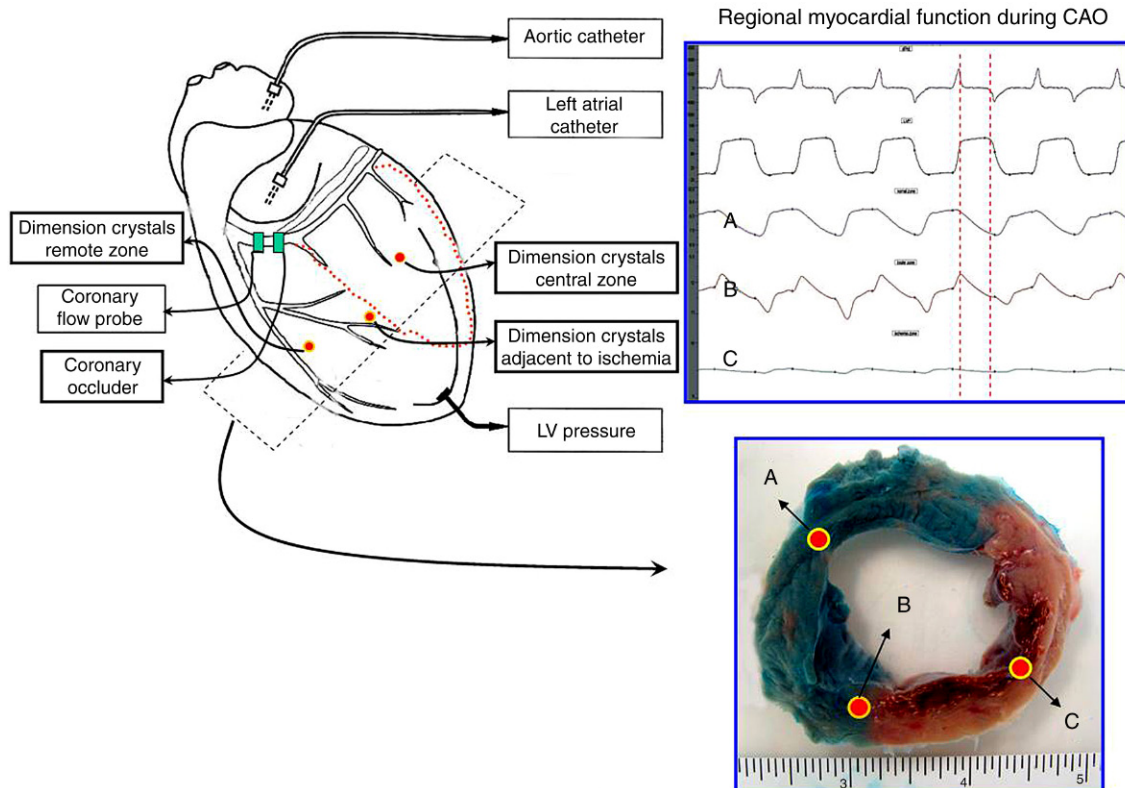 Regional myocardial function during CAO
Aortic catheter
Left atrial
catheter
Dimension crystals
remote zone
Dimension crystals
central zone
Coronary
flow probe
Dimension crystals
adjacent to ischemia
Coronary
occluder
LV pressure
A
B
C
A
B
C
3
4
5